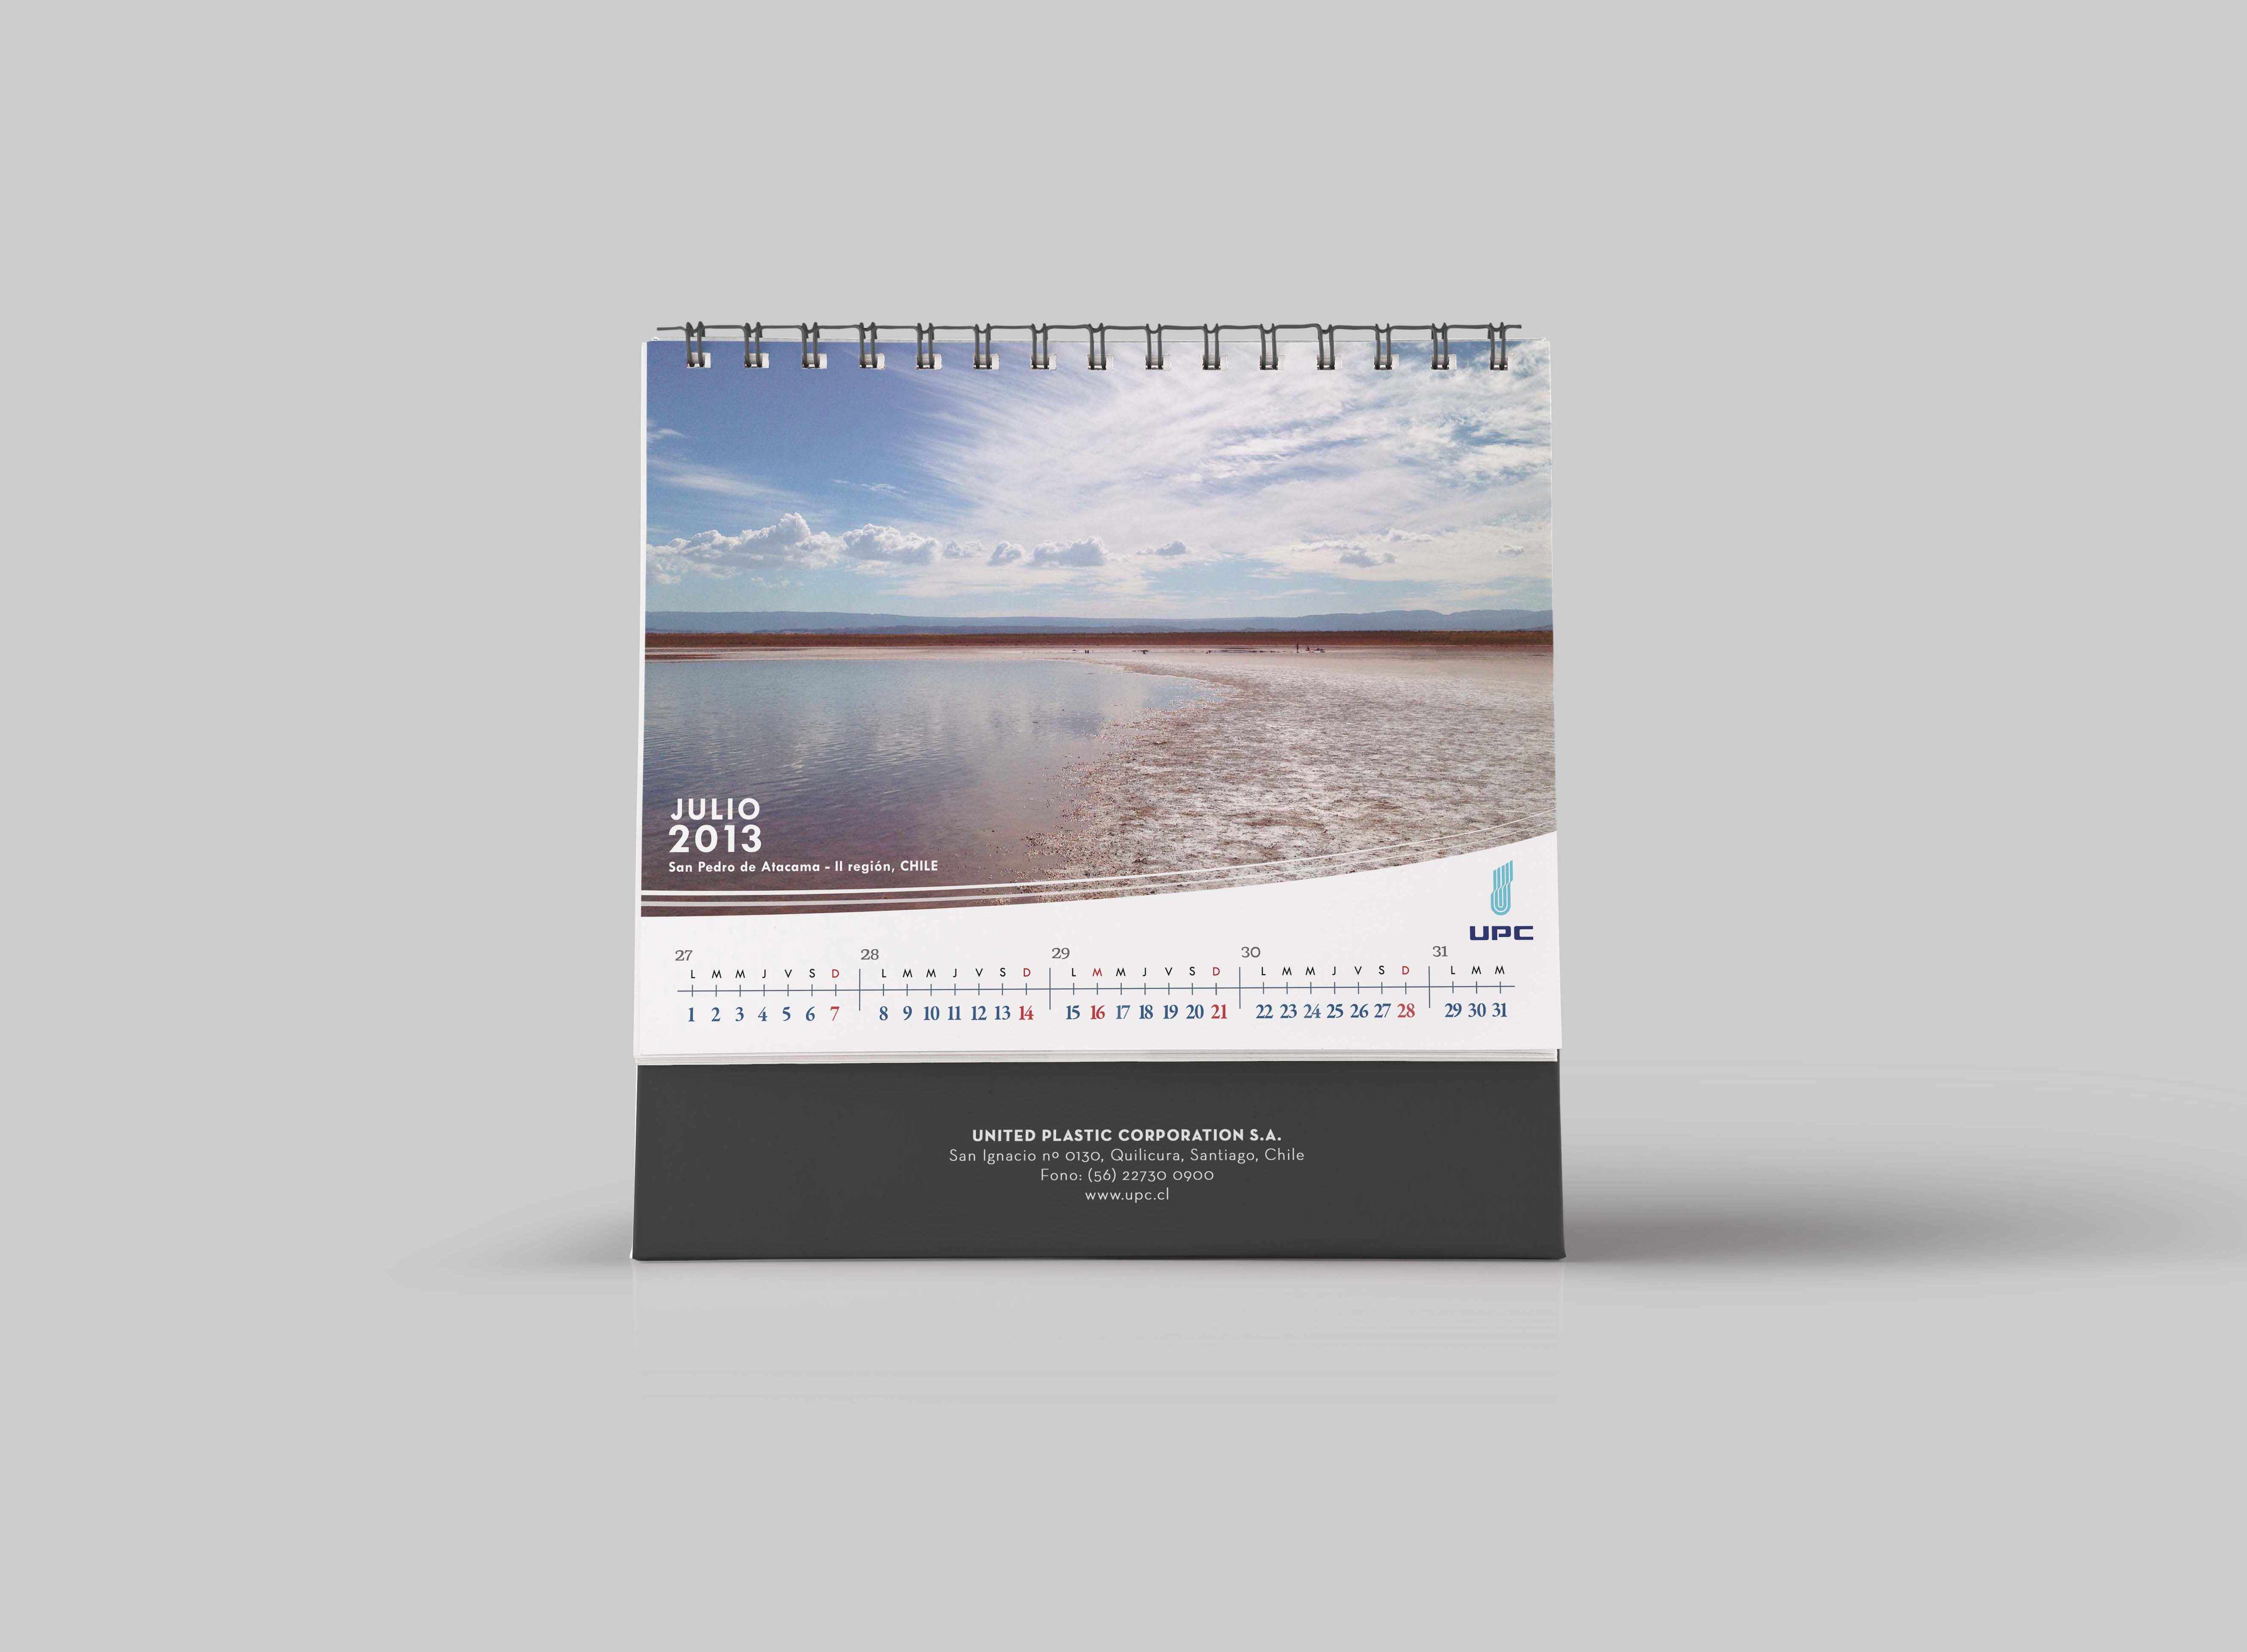 JULIO
2013
San Pedro de Atacama - II región, CHILE
UPC
27 28 29 30 31
L M M J V S D L M M J V S D L M M J V S D L M M J V S D L M M
1 2 3 4 5 6 7 8 9 10 11 12 13 14 15 16 17 18 19 20 21 22 23 24 25 26 27 28 29 30 31
UNITED PLASTIC CORPORATION S.A.
San Ignacio nº 0130, Quilicura, Santiago, Chile
Fono: (56) 22730 0900
www.upc.cl